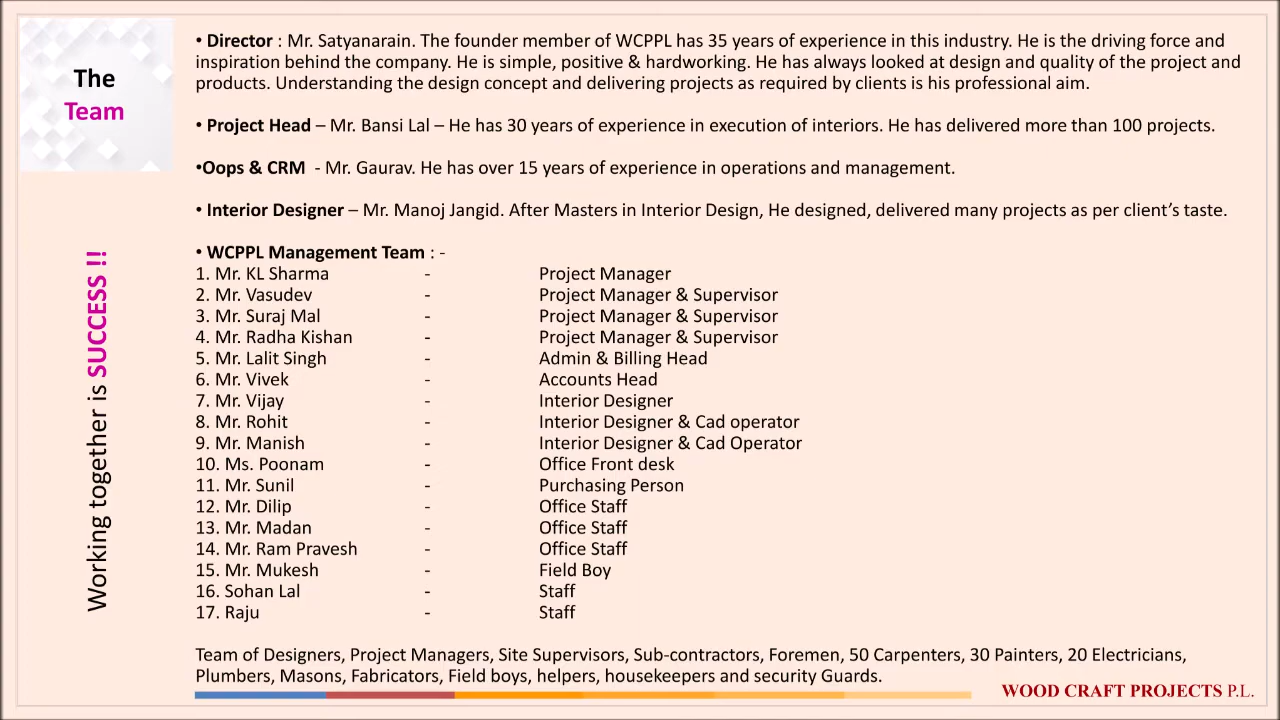 The
Team
• Director : Mr. Satyanarain. The founder member of WCPPL has 35 years of experience in this industry. He is the driving force and
inspiration behind the company. He is simple, positive & hardworking. He has always looked at design and quality of the project and
products. Understanding the design concept and delivering projects as required by clients is his professional aim.
• Project Head – Mr. Bansi Lal – He has 30 years of experience in execution of interiors. He has delivered more than 100 projects.
•Oops & CRM - Mr. Gaurav. He has over 15 years of experience in operations and management.
• Interior Designer – Mr. Manoj Jangid. After Masters in Interior Design, He designed, delivered many projects as per client’s taste.
• WCPPL Management Team : -
1. Mr. KL Sharma - Project Manager
2. Mr. Vasudev - Project Manager & Supervisor
3. Mr. Suraj Mal - Project Manager & Supervisor
4. Mr. Radha Kishan - Project Manager & Supervisor
5. Mr. Lalit Singh - Admin & Billing Head
6. Mr. Vivek - Accounts Head
7. Mr. Vijay - Interior Designer
8. Mr. Rohit - Interior Designer & Cad operator
9. Mr. Manish - Interior Designer & Cad Operator
10. Ms. Poonam - Office Front desk
11. Mr. Sunil - Purchasing Person
12. Mr. Dilip - Office Staff
13. Mr. Madan - Office Staff
14. Mr. Ram Pravesh - Office Staff
15. Mr. Mukesh - Field Boy
16. Sohan Lal - Staff
17. Raju - Staff
Team of Designers, Project Managers, Site Supervisors, Sub-contractors, Foremen, 50 Carpenters, 30 Painters, 20 Electricians,
Plumbers, Masons, Fabricators, Field boys, helpers, housekeepers and security Guards.
Working together is SUCCESS !!
WOOD CRAFT PROJECTS P.L.